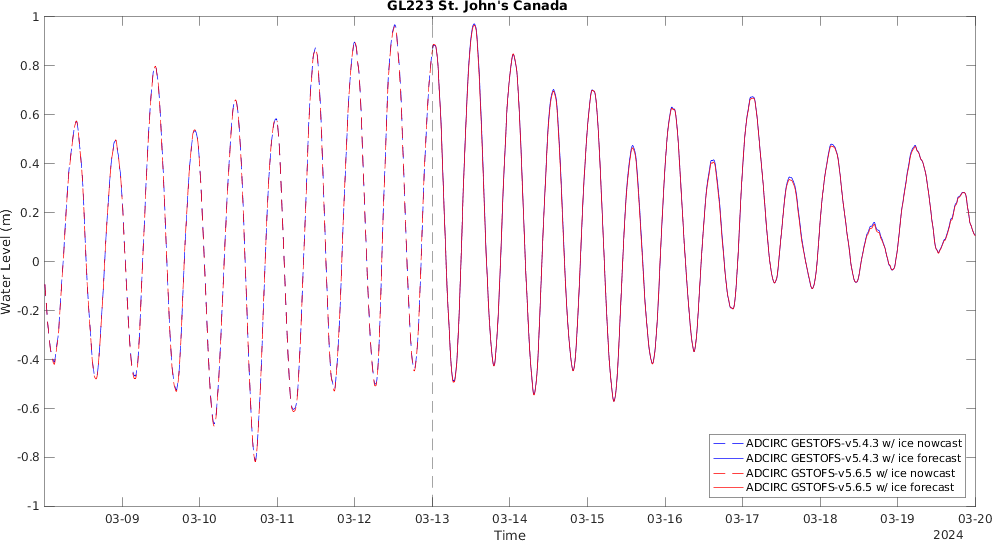 GL223 St. John's Canada
1
0.8
0.6
0.4
0.2
0
-0.2
-0.4
-0.6
-0.8
-1
Water Level (m)
ADCIRC GESTOFS-v5.4.3 w/ ice nowcast
ADCIRC GESTOFS-v5.4.3 w/ ice forecast
ADCIRC GSTOFS-v5.6.5 w/ ice nowcast
ADCIRC GSTOFS-v5.6.5 w/ ice forecast
03-09 03-10 03-11 03-12 03-13 03-14 03-15 03-16 03-17 03-18 03-19 03-20
Time
2024